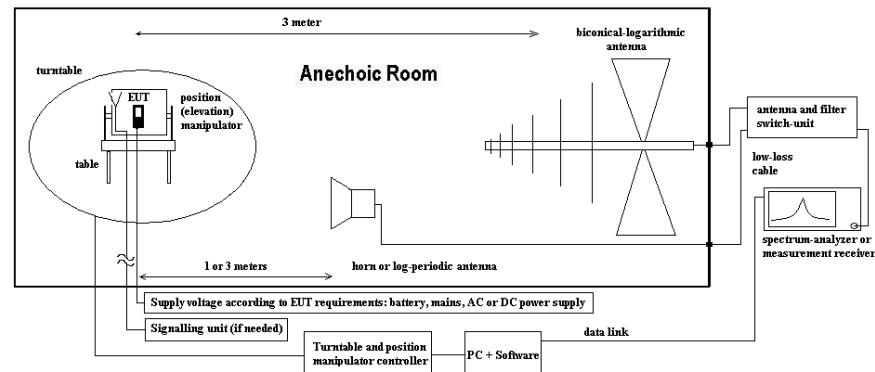 3 meter
biconical-logarithmic
antenna
turntable
Anechoic Room
EUT
position
(elevation)
manipulator
antenna and filter
switch-unit
table
low-loss
cable
spectrum-analyzer or
measurement receiver
1 or 3 meters
horn or log-periodic antenna
Supply voltage according to EUT requirements: battery, mains, AC or DC power supply
Signalling unit (if needed)
data link
Turntable and position
manipulator controller
PC + Software